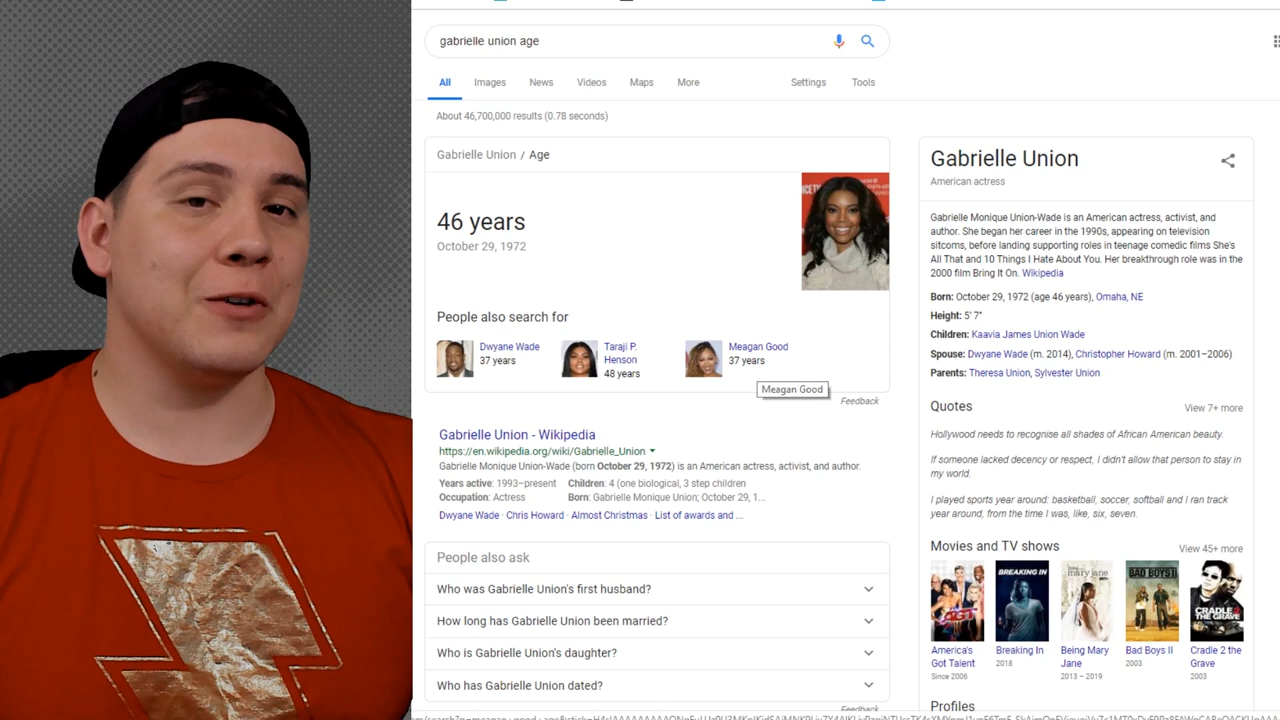 gabrielle union age
All Images News Videos Maps More Settings Tools
About 46,700,000 results (0.78 seconds)
Gabrielle Union / Age
46 years
October 29, 1972
People also search for
Dwyane Wade
37 years
Taraji P.
Henson
48 years
Meagan Good
37 years
Meagan Good
Feedback
Gabrielle Union - Wikipedia
https://en.wikipedia.org/wiki/Gabrielle_Union
Gabrielle Monique Union-Wade (born October 29, 1972) is an American actress, activist, and author.
Years active: 1993–present Children: 4 (one biological, 3 step children
Occupation: Actress Born: Gabrielle Monique Union; October 29, 1...
Dwyane Wade · Chris Howard · Almost Christmas · List of awards and ...
People also ask
Who was Gabrielle Union's first husband?
How long has Gabrielle Union been married?
Who is Gabrielle Union's daughter?
Who has Gabrielle Union dated?
Feedback
Gabrielle Union
American actress
Gabrielle Monique Union-Wade is an American actress, activist, and
author. She began her career in the 1990s, appearing on television
sitcoms, before landing supporting roles in teenage comedic films She's
All That and 10 Things I Hate About You. Her breakthrough role was in the
2000 film Bring It On. Wikipedia
Born: October 29, 1972 (age 46 years), Omaha, NE
Height: 5' 7"
Children: Kaavia James Union Wade
Spouse: Dwyane Wade (m. 2014), Christopher Howard (m. 2001–2006)
Parents: Theresa Union, Sylvester Union
Quotes View 7+ more
Hollywood needs to recognise all shades of African American beauty.
If someone lacked decency or respect, I didn't allow that person to stay in
my world.
I played sports year around: basketball, soccer, softball and I ran track
year around, from the time I was, like, six, seven.
Movies and TV shows View 45+ more
AGT
BREAKING IN
mary jane
BAD BOYS II
CRADLE 2
THE GRAVE
America's
Got Talent
Since 2006
Breaking In
2018
Being Mary
Jane
2013 – 2019
Bad Boys II
2003
Cradle 2 the
Grave
2003
Profiles